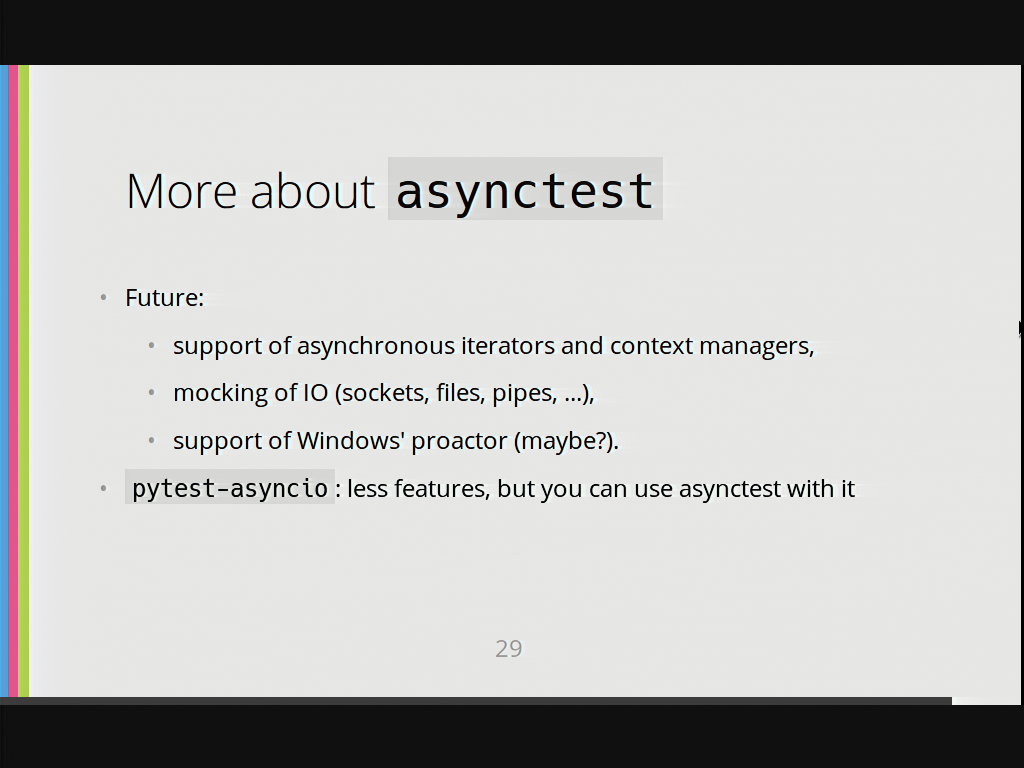 More about asynctest
• Future:
• support of asynchronous iterators and context managers,
• mocking of IO (sockets, files, pipes, ...),
• support of Windows' proactor (maybe?).
• pytest-asyncio: less features, but you can use asynctest with it
29